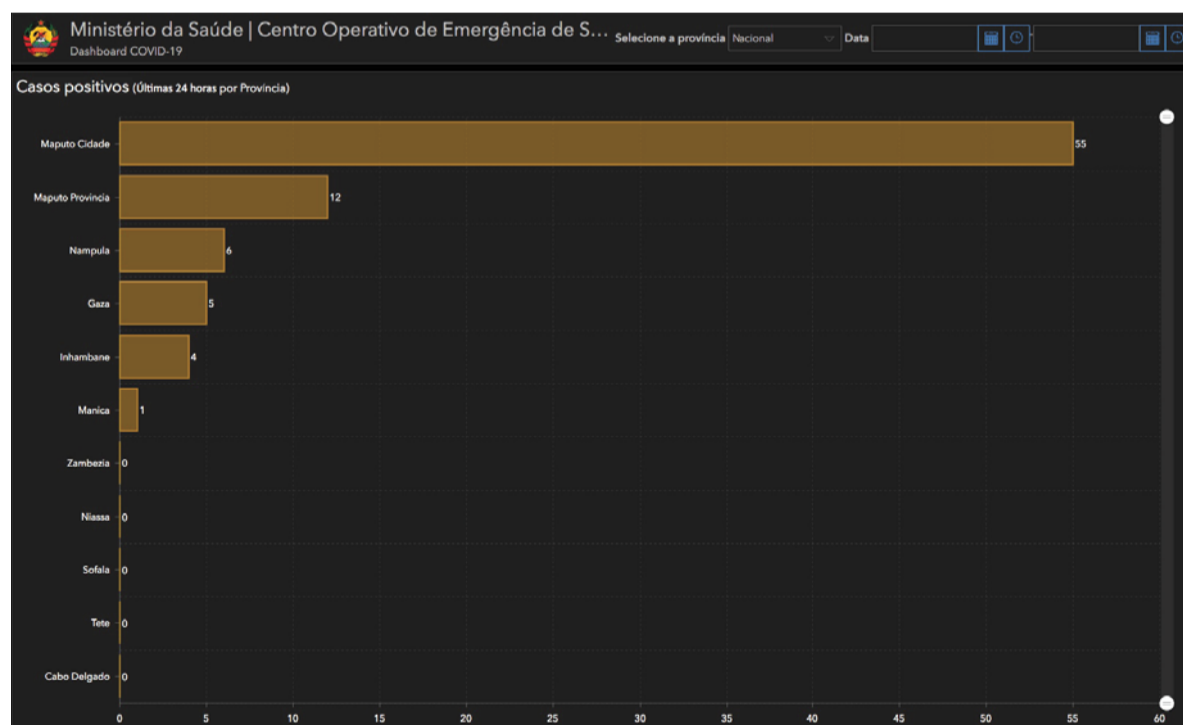 Ministério da Saúde | Centro Operativo de Emergência de S...
Dashboard COVID-19
Selecione a província Nacional Data
Casos positivos (Últimas 24 horas por Província)
Maputo Cidade 55
Maputo Provincia 12
Nampula 6
Gaza 5
Inhambane 4
Manica 1
Zambezia 0
Niassa 0
Sofala 0
Tete 0
Cabo Delgado 0
0 5 10 15 20 25 30 35 40 45 50 55 60